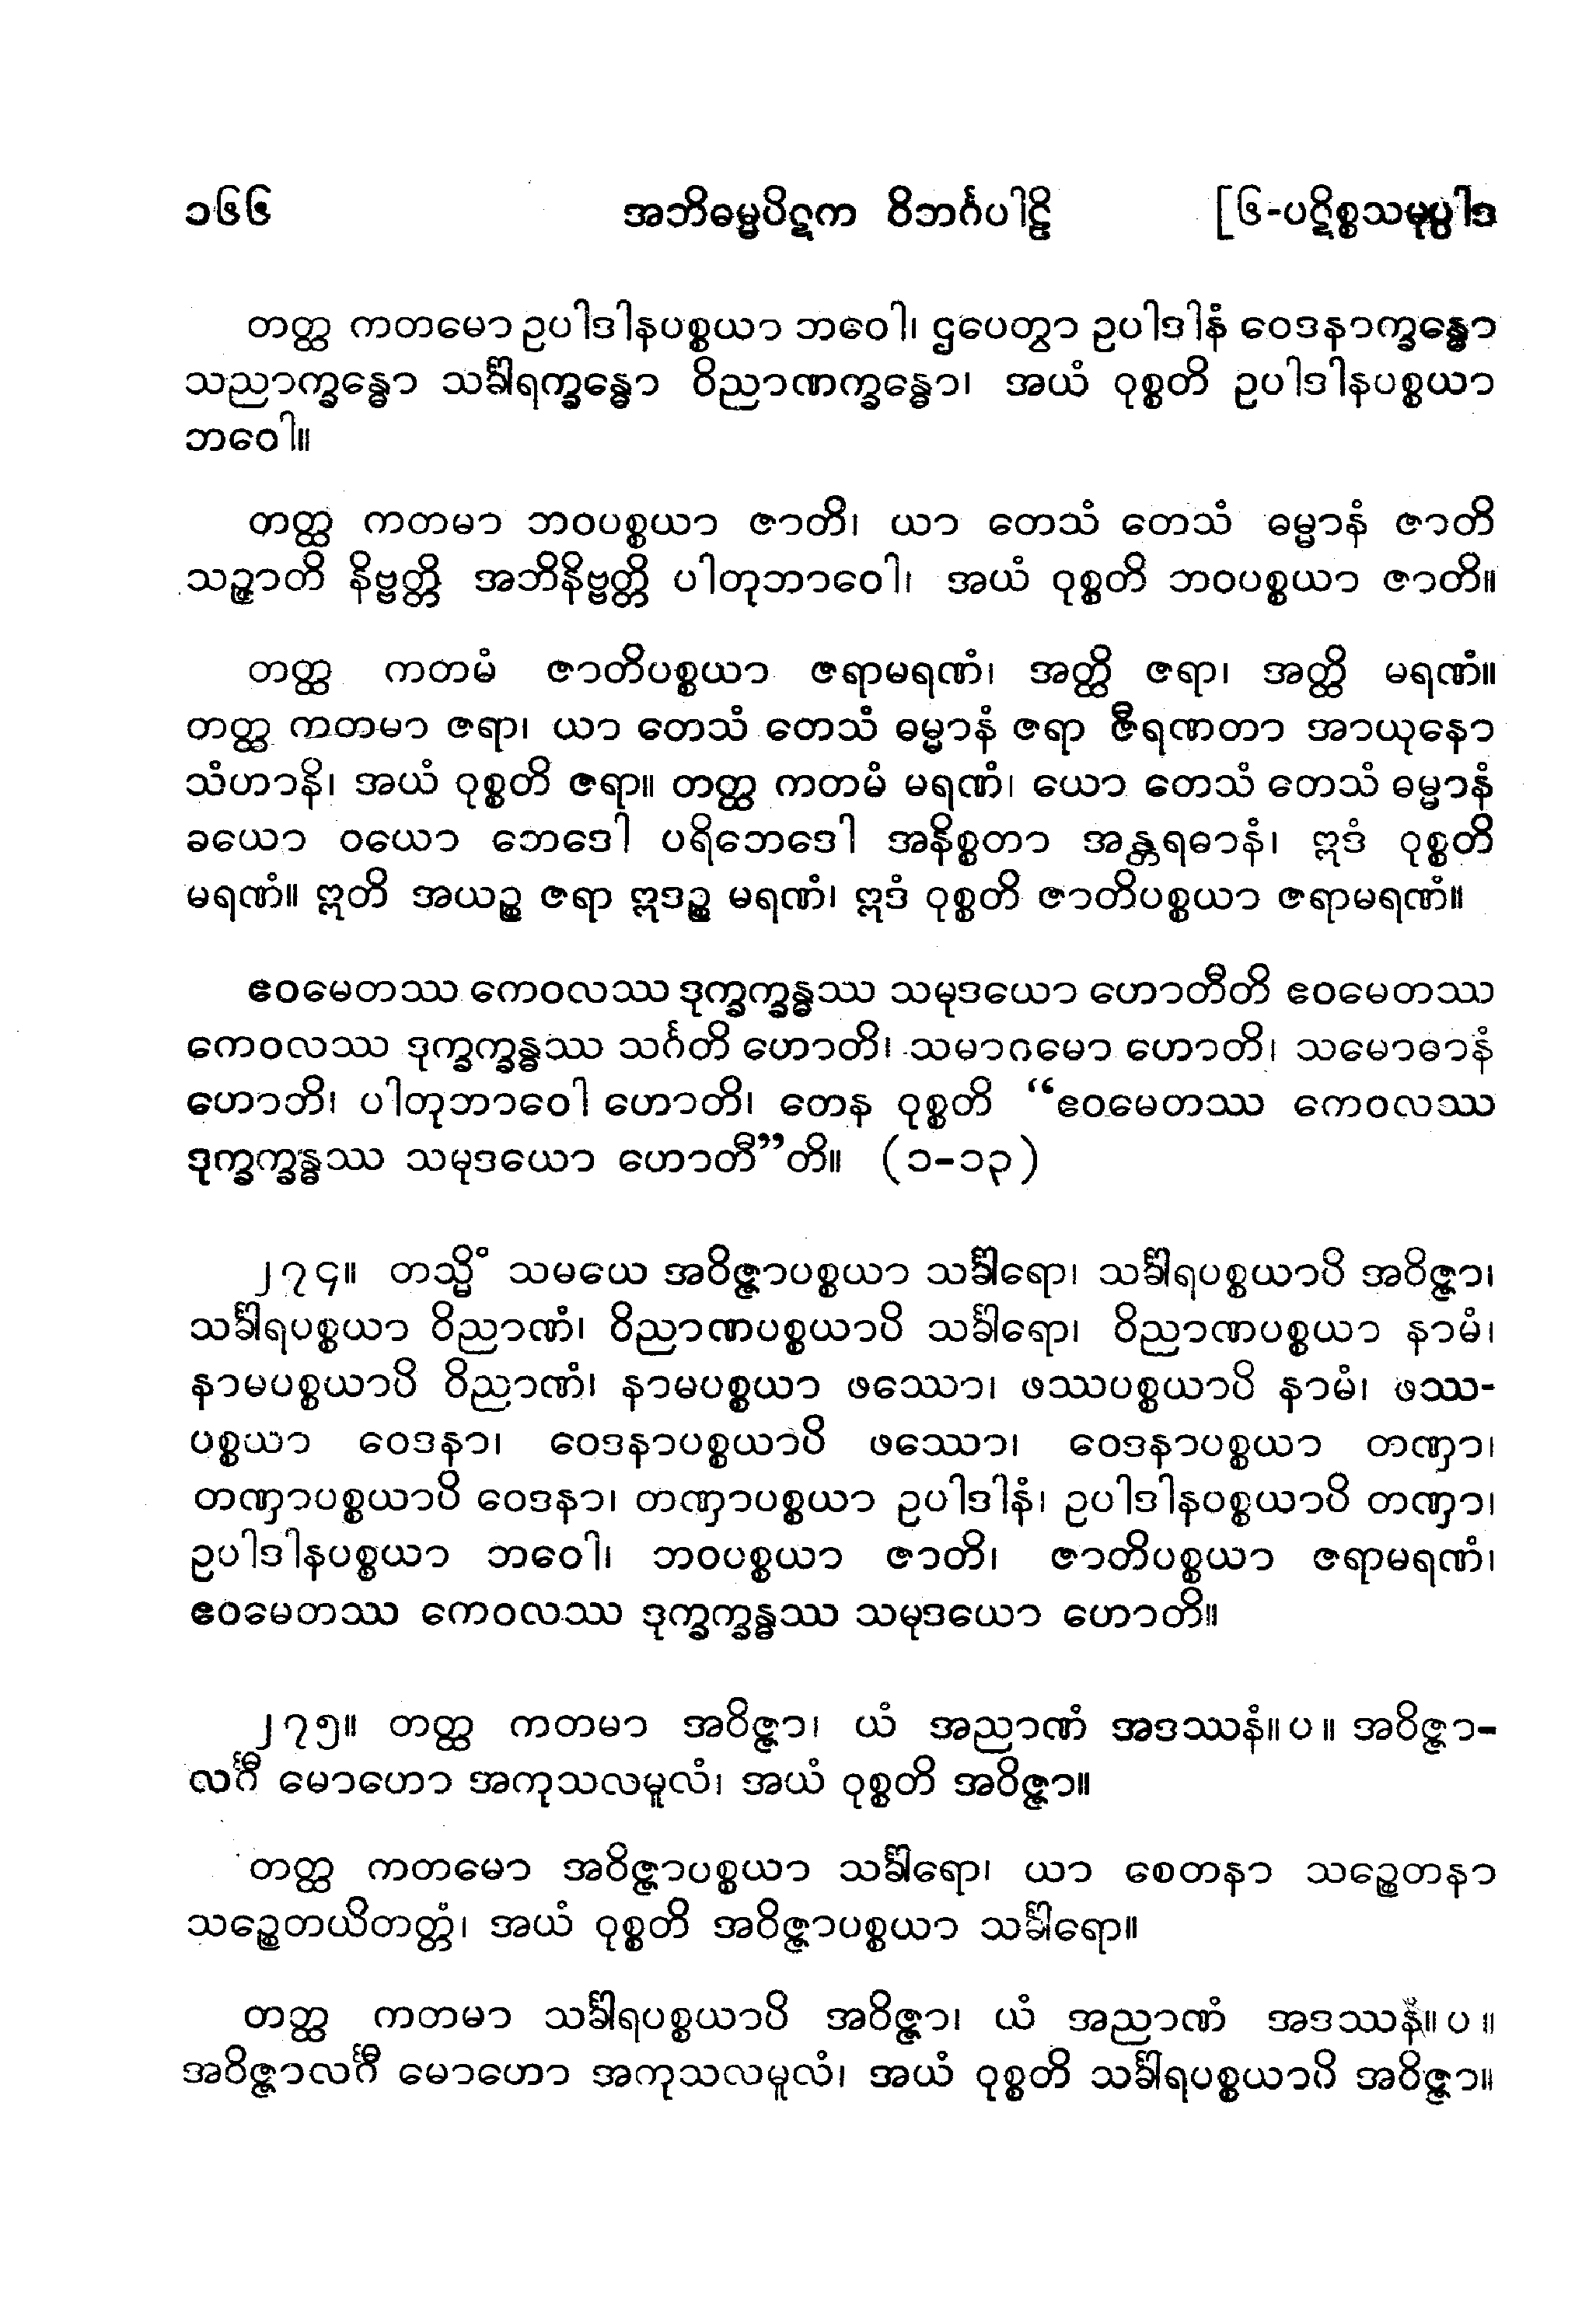 ၁၆၆ အဘိဓမ္မပိဋက ဝိဘင်္ဂပါဠိ [၆-ပဋိစ္စသမုပ္ပါဒ
တတ္ထ ကတမော ဥပါဒါနပစ္စယာ ဘဝေါ၊ ဌပေတွာ ဥပါဒါနံ ဝေဒနာက္ခန္ဓော
သညာက္ခန္ဓော သင်္ခါရက္ခန္ဓော ဝိညာဏက္ခန္ဓော၊ အယံ ဝုစ္စတိ ဥပါဒါနပစ္စယာ
ဘဝေါ။
တတ္ထ ကတမာ ဘဝပစ္စယာ ဇာတိ၊ ယာ တေသံ တေသံ ဓမ္မာနံ ဇာတိ
သဉ္ဇာတိ နိဗ္ဗတ္တိ အဘိနိဗ္ဗတ္တိ ပါတုဘာဝေါ၊ အယံ ဝုစ္စတိ ဘဝပစ္စယာ ဇာတိ။
တတ္ထ ကတမံ ဇာတိပစ္စယာ ဇရာမရဏံ၊ အတ္ထိ ဇရာ၊ အတ္ထိ မရဏံ။
တတ္ထ ကတမာ ဇရာ၊ ယာ တေသံ တေသံ ဓမ္မာနံ ဇရာ ဇီရဏတာ အာယုနော
သံဟာနိ၊ အယံ ဝုစ္စတိ ဇရာ။ တတ္ထ ကတမံ မရဏံ၊ ယော တေသံ တေသံ ဓမ္မာနံ
ခယော ဝယော ဘေဒေါ ပရိဘေဒေါ အနိစ္စတာ အန္တရဓာနံ၊ ဣဒံ ဝုစ္စတိ
မရဏံ။ ဣတိ အယဉ္စ ဇရာ ဣဒဉ္စ မရဏံ၊ ဣဒံ ဝုစ္စတိ ဇာတိပစ္စယာ ဇရာမရဏံ။
ဧဝမေတဿ ကေဝလဿ ဒုက္ခက္ခန္ဓဿ သမုဒယော ဟောတီတိ ဧဝမေတဿ
ကေဝလဿ ဒုက္ခက္ခန္ဓဿ သင်္ဂတိ ဟောတိ၊ သမာဂမော ဟောတိ၊ သမောဓာနံ
ဟောတိ၊ ပါတုဘာဝေါ ဟောတိ၊ တေန ဝုစ္စတိ “ဧဝမေတဿ ကေဝလဿ
ဒုက္ခက္ခန္ဓဿ သမုဒယော ဟောတီ”တိ။ (၁-၁၃)
၂၇၄။ တသ္မိံ သမယေ အဝိဇ္ဇာပစ္စယာ သင်္ခါရော၊ သင်္ခါရပစ္စယာပိ အဝိဇ္ဇာ၊
သင်္ခါရပစ္စယာ ဝိညာဏံ၊ ဝိညာဏပစ္စယာပိ သင်္ခါရော၊ ဝိညာဏပစ္စယာ နာမံ၊
နာမပစ္စယာပိ ဝိညာဏံ၊ နာမပစ္စယာ ဖဿော၊ ဖဿပစ္စယာပိ နာမံ၊ ဖဿ-
ပစ္စယာ ဝေဒနာ၊ ဝေဒနာပစ္စယာပိ ဖဿော၊ ဝေဒနာပစ္စယာ တဏှာ၊
တဏှာပစ္စယာပိ ဝေဒနာ၊ တဏှာပစ္စယာ ဥပါဒါနံ၊ ဥပါဒါနပစ္စယာပိ တဏှာ၊
ဥပါဒါနပစ္စယာ ဘဝေါ၊ ဘဝပစ္စယာ ဇာတိ၊ ဇာတိပစ္စယာ ဇရာမရဏံ၊
ဧဝမေတဿ ကေဝလဿ ဒုက္ခက္ခန္ဓဿ သမုဒယော ဟောတိ။
၂၇၅။ တတ္ထ ကတမာ အဝိဇ္ဇာ၊ ယံ အညာဏံ အဒဿနံ။ ပ ။ အဝိဇ္ဇာ-
လင်္ဂီ မောဟော အကုသလမူလံ၊ အယံ ဝုစ္စတိ အဝိဇ္ဇာ။
တတ္ထ ကတမော အဝိဇ္ဇာပစ္စယာ သင်္ခါရော၊ ယာ စေတနာ သဉ္စေတနာ
သဉ္စေတယိတတ္တံ၊ အယံ ဝုစ္စတိ အဝိဇ္ဇာပစ္စယာ သင်္ခါရော။
တတ္ထ ကတမာ သင်္ခါရပစ္စယာပိ အဝိဇ္ဇာ၊ ယံ အညာဏံ အဒဿနံ။ ပ ။
အဝိဇ္ဇာလင်္ဂီ မောဟော အကုသလမူလံ၊ အယံ ဝုစ္စတိ သင်္ခါရပစ္စယာပိ အဝိဇ္ဇာ။